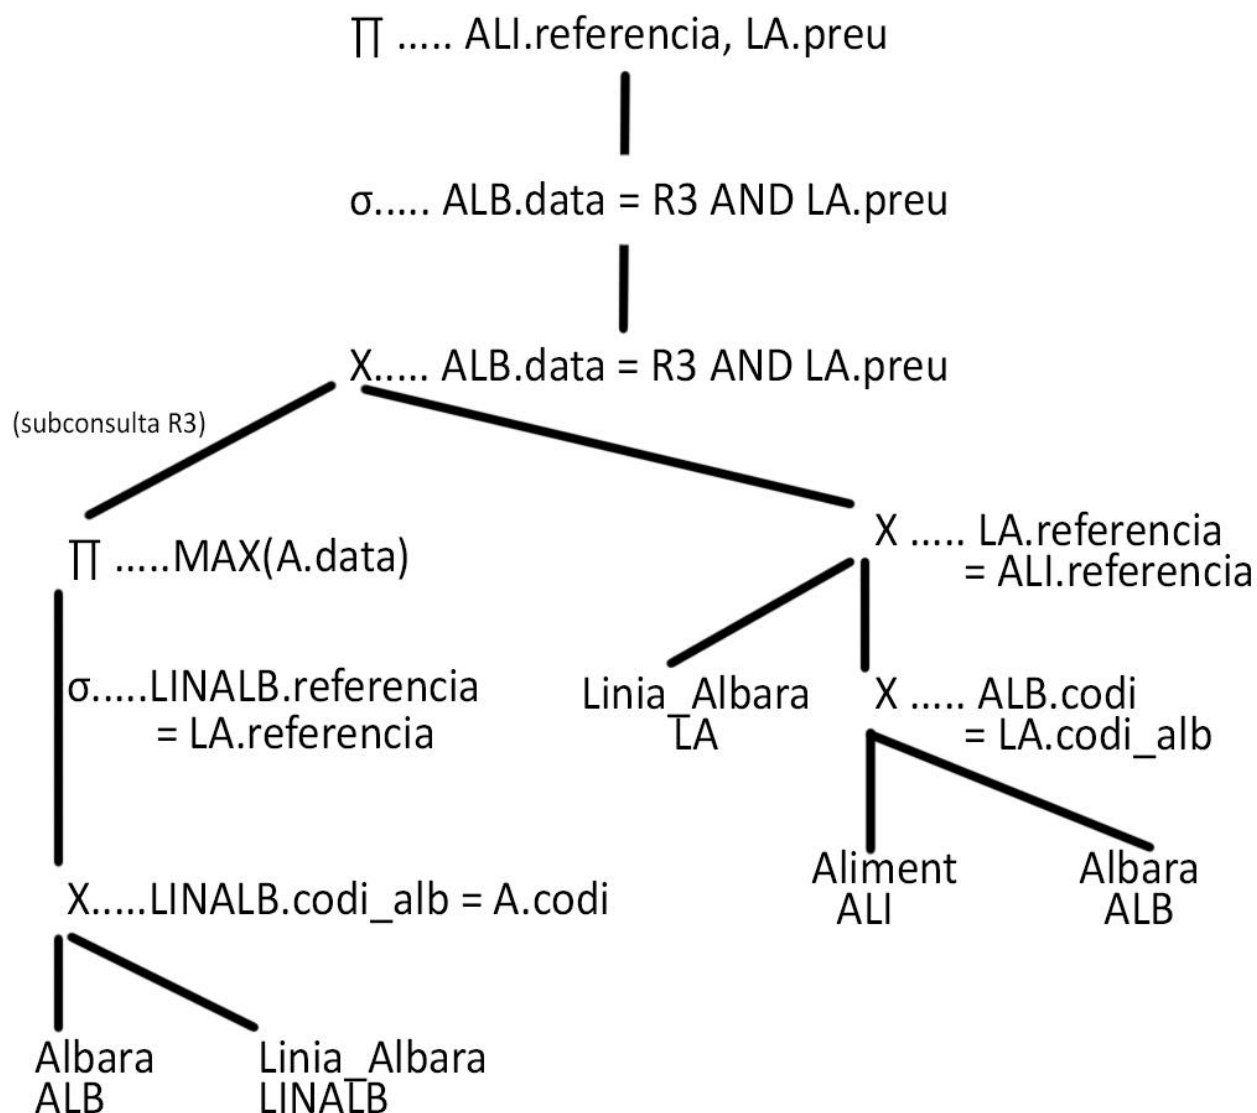 ∏ ..... ALI.referencia, LA.preu
σ..... ALB.data = R3 AND LA.preu
X..... ALB.data = R3 AND LA.preu
(subconsulta R3)
∏ .....MAX(A.data)
X ..... LA.referencia
= ALI.referencia
σ.....LINALB.referencia
= LA.referencia
Linia_Albara
LA
X ..... ALB.codi
= LA.codi_alb
Aliment
ALI
Albara
ALB
X.....LINALB.codi_alb = A.codi
Albara
ALB
Linia_Albara
LINALB